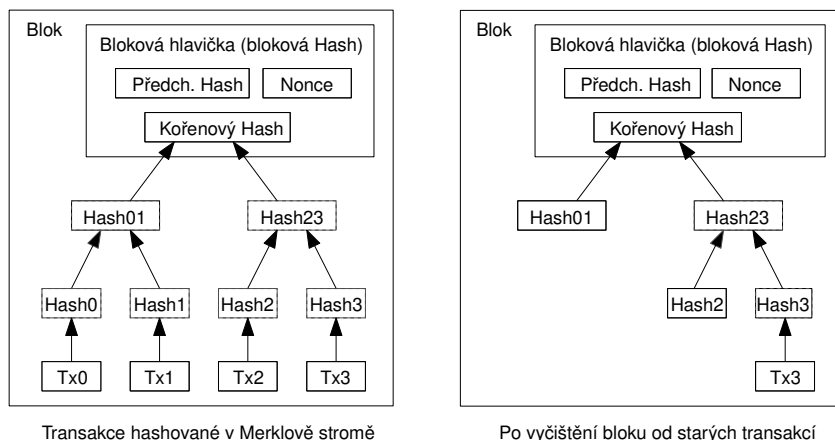 Blok
Bloková hlavička (bloková Hash)
Předch. Hash Nonce
Kořenový Hash
Hash01 Hash23
Hash0 Hash1 Hash2 Hash3
Tx0 Tx1 Tx2 Tx3
Transakce hashované v Merklově stromě
Blok
Bloková hlavička (bloková Hash)
Předch. Hash Nonce
Kořenový Hash
Hash01 Hash23
Hash2 Hash3
Tx3
Po vyčištění bloku od starých transakcí